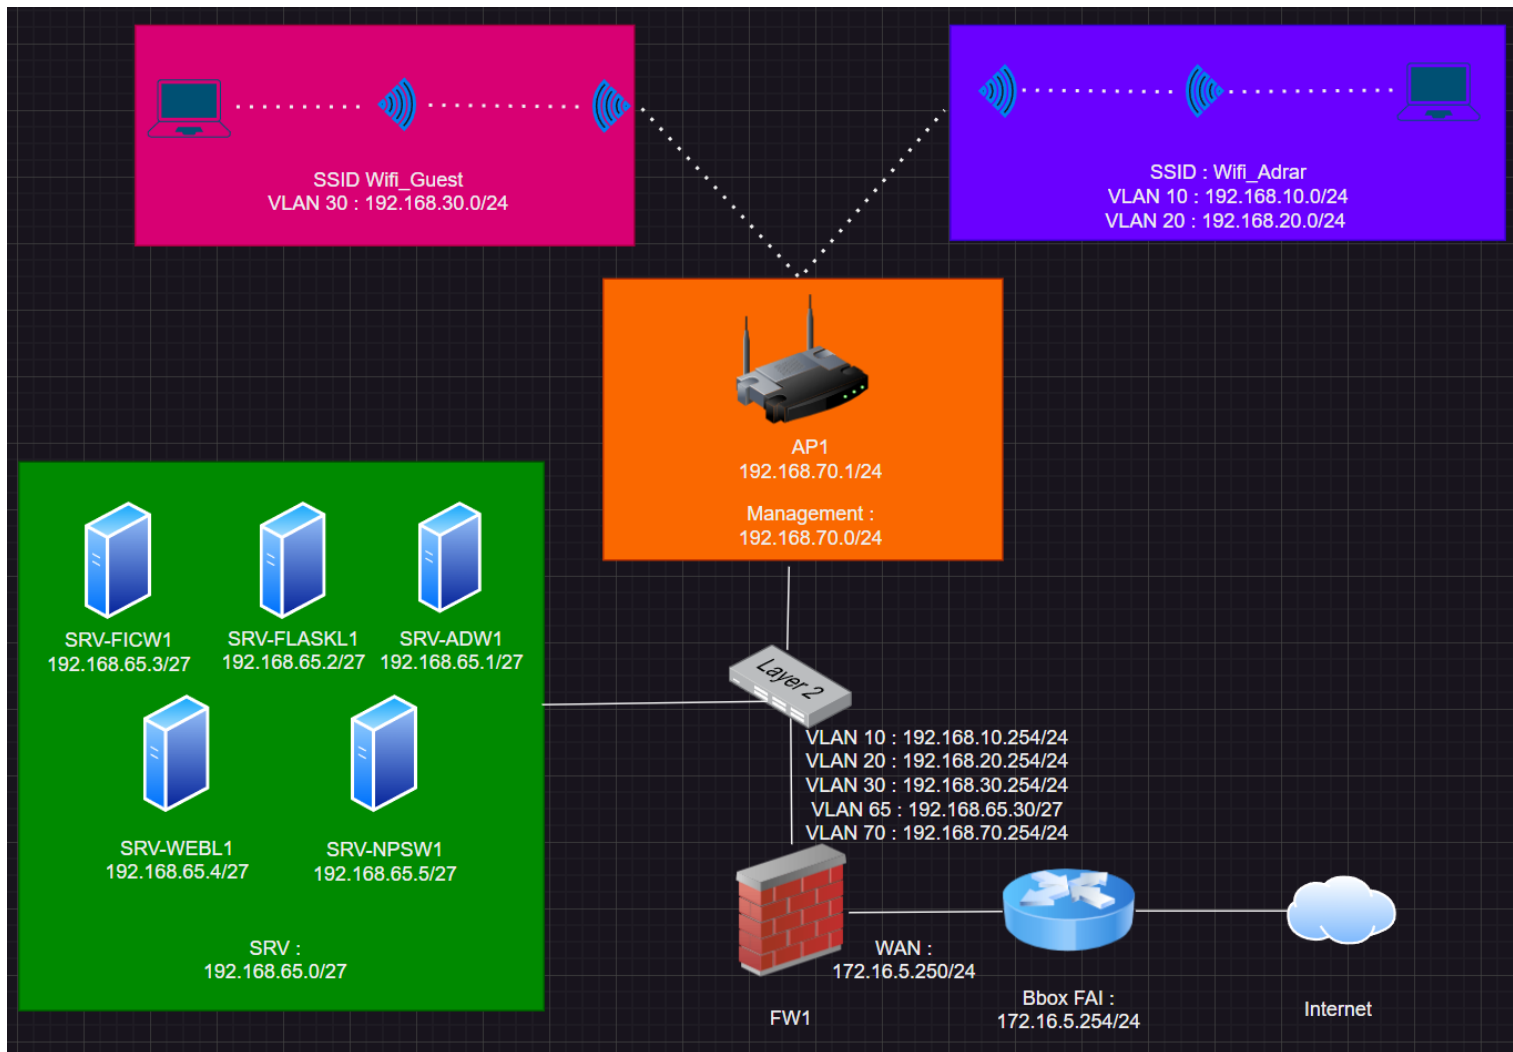 SSID Wifi_Guest
VLAN 30 : 192.168.30.0/24
SSID : Wifi_Adrar
VLAN 10 : 192.168.10.0/24
VLAN 20 : 192.168.20.0/24
AP1
192.168.70.1/24
Management :
192.168.70.0/24
SRV-FICW1
192.168.65.3/27
SRV-FLASKL1
192.168.65.2/27
SRV-ADW1
192.168.65.1/27
SRV-WEBL1
192.168.65.4/27
SRV-NPSW1
192.168.65.5/27
SRV :
192.168.65.0/27
Layer 2
VLAN 10 : 192.168.10.254/24
VLAN 20 : 192.168.20.254/24
VLAN 30 : 192.168.30.254/24
VLAN 65 : 192.168.65.30/27
VLAN 70 : 192.168.70.254/24
FW1
WAN :
172.16.5.250/24
Bbox FAI :
172.16.5.254/24
Internet